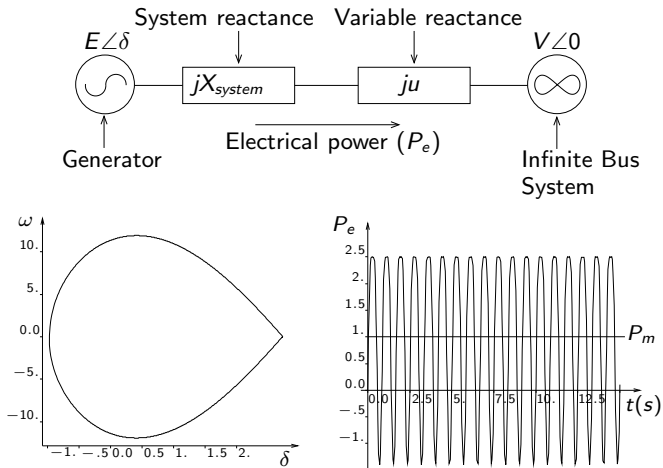 System reactance
Variable reactance
E∠δ
V∠0
jX_system
ju
Electrical power (P_e)
Generator
Infinite Bus
System
ω
10.
5.
0.0
−5.
−10.
−1.
−.5
0.0
0.5
1.
1.5
2.
δ
P_e
2.5
2.
1.5
1.
0.5
0.0
−.5
−1.
P_m
0.0
2.5
5.
7.5
10.
12.5
t(s)